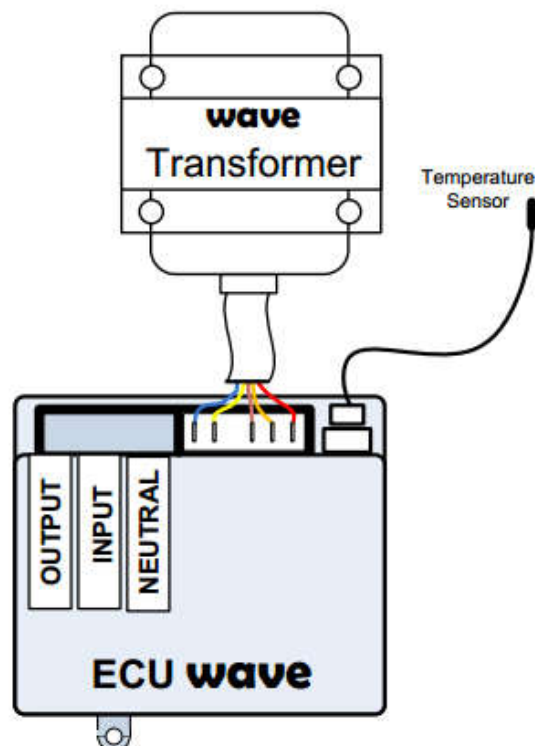 wave
Transformer
Temperature
Sensor
OUTPUT
INPUT
NEUTRAL
ECU wave